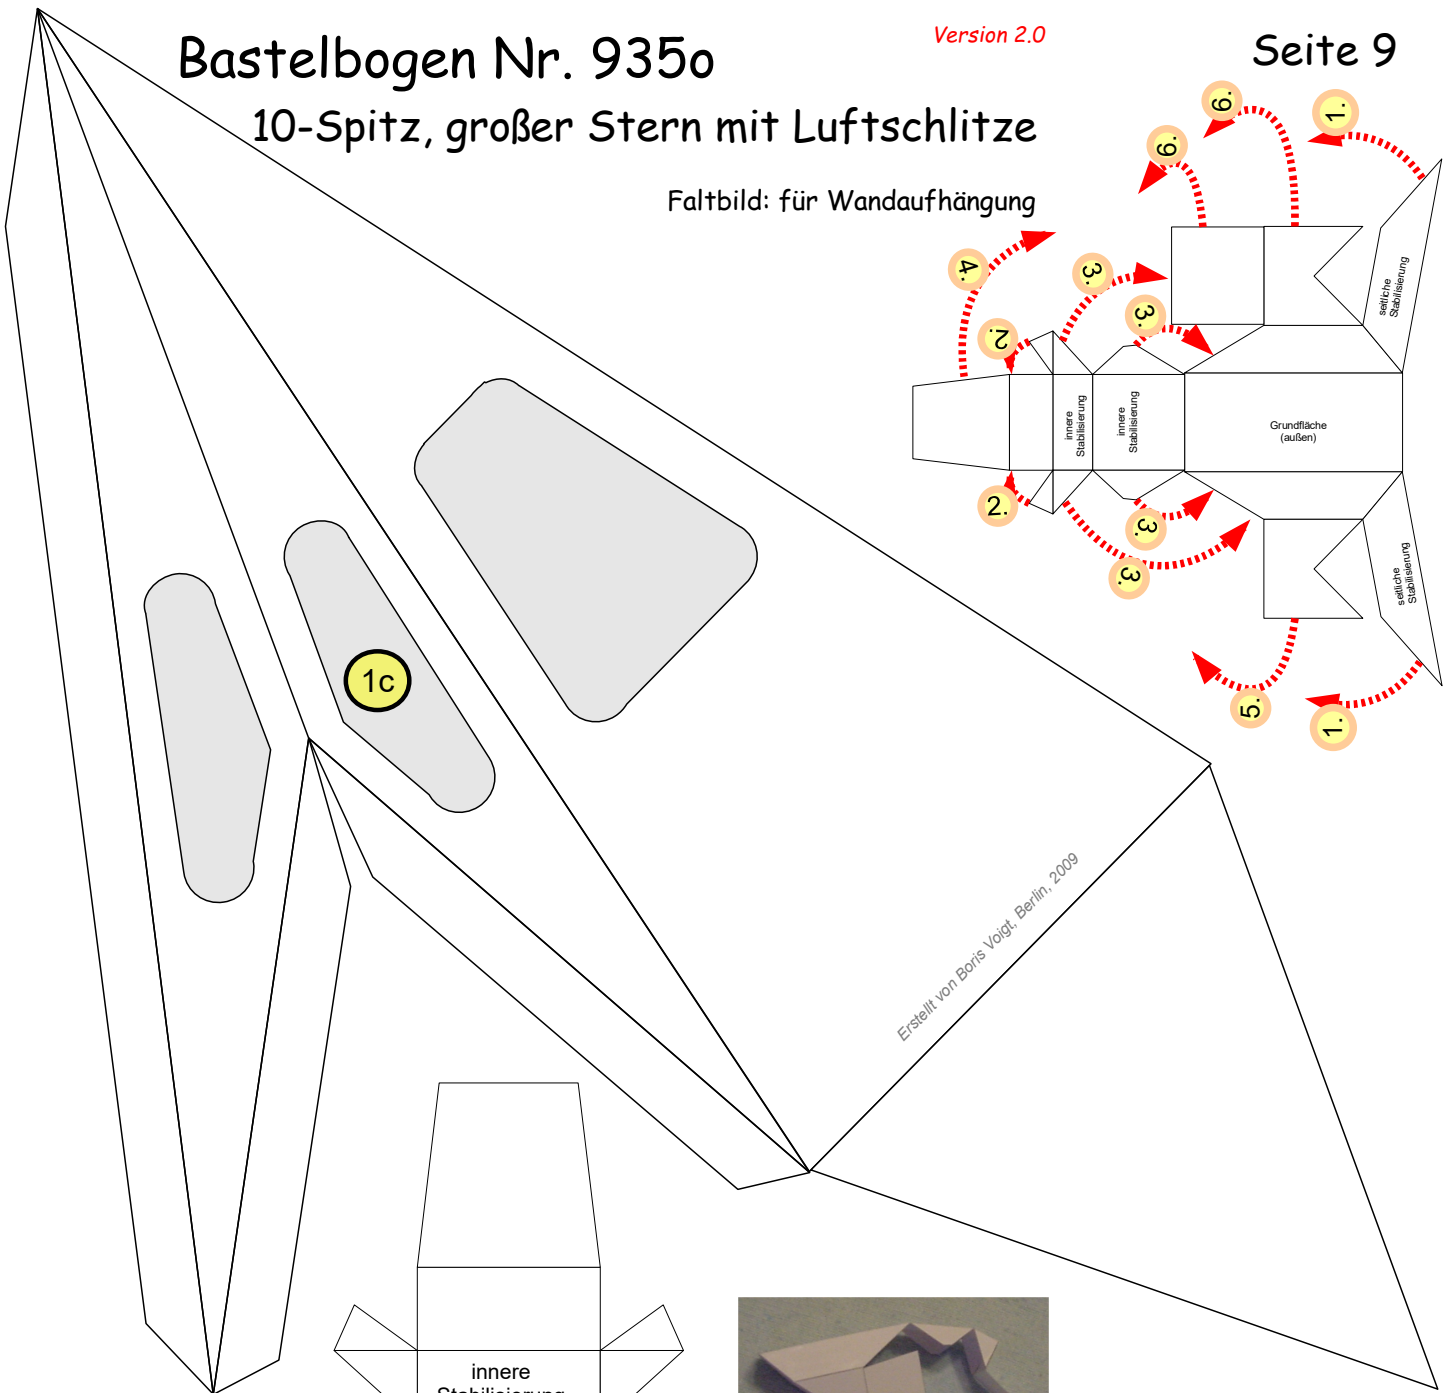 Bastelbogen Nr. 935o
Version 2.0
Seite 9
10-Spitz, großer Stern mit Luftschlitze
Faltbild: für Wandaufhängung
6.
1.
6.
4.
3.
3.
2.
seitliche
Stabilisierung
innere
Stabilisierung
innere
Stabilisierung
Grundfläche
(außen)
2.
3.
3.
seitliche
Stabilisierung
5.
1.
1c
Erstellt von Boris Voigt, Berlin, 2009
innere
Stabilisierung